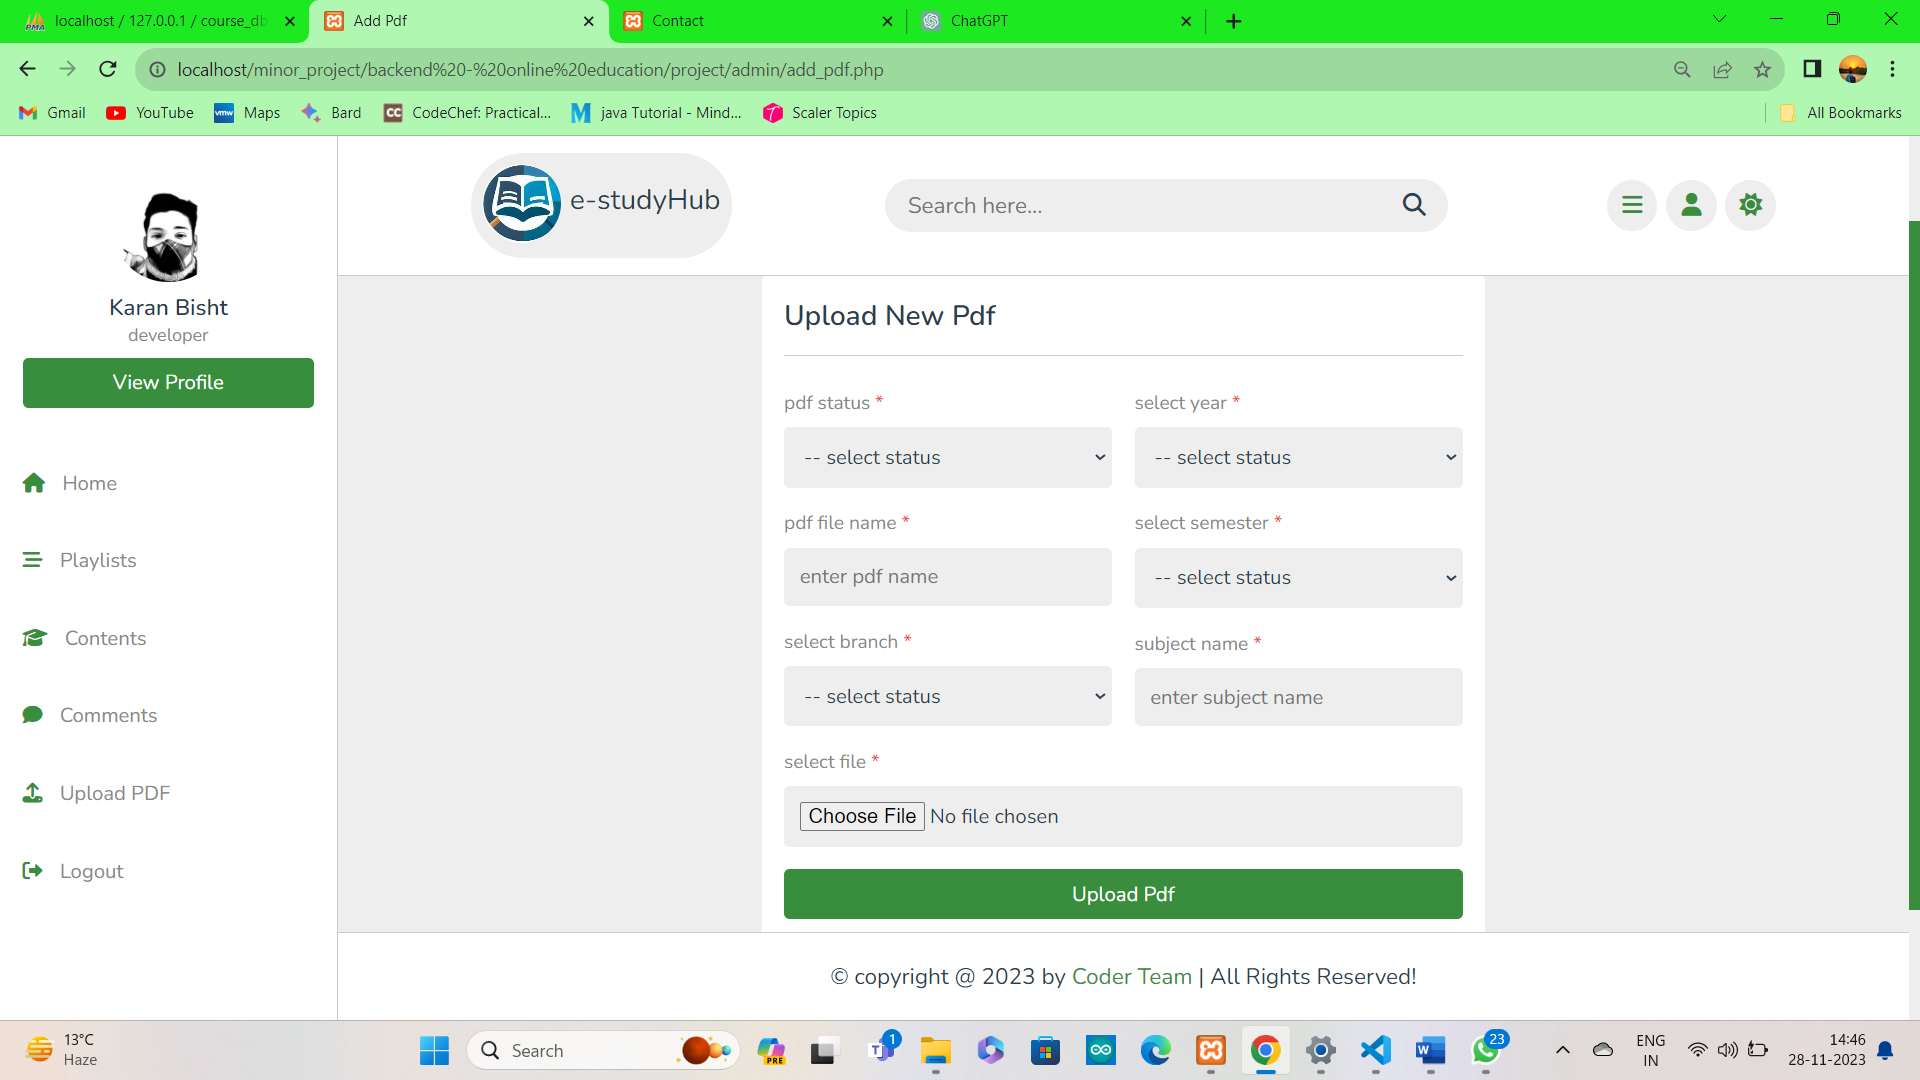 localhost / 127.0.0.1 / course_db
Add Pdf
Contact
ChatGPT
localhost/minor_project/backend%20-%20online%20education/project/admin/add_pdf.php
Gmail
YouTube
vmw
Maps
Bard
CC
CodeChef: Practical...
M
java Tutorial - Mind...
Scaler Topics
All Bookmarks
e-studyHub
Search here...
Karan Bisht
developer
View Profile
Home
Playlists
Contents
Comments
Upload PDF
Logout
Upload New Pdf
pdf status *
select year *
-- select status
-- select status
pdf file name *
select semester *
enter pdf name
-- select status
select branch *
subject name *
-- select status
enter subject name
select file *
Choose File No file chosen
Upload Pdf
© copyright @ 2023 by Coder Team | All Rights Reserved!
13°C
Haze
Search
PRE
1
23
ENG
IN
14:46
28-11-2023